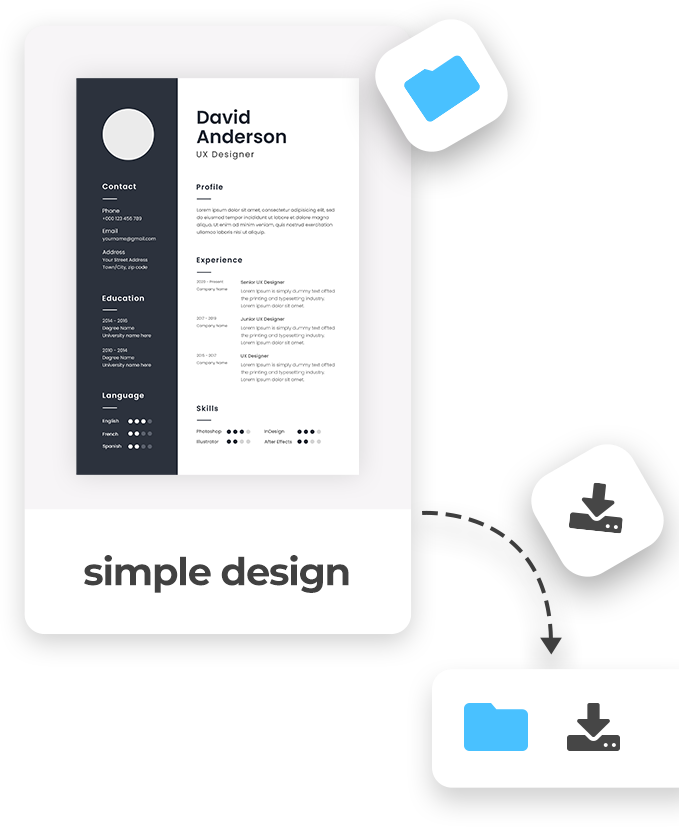 David
Anderson
UX Designer
Contact
Phone
+000 123 456 789
Email
yourname@gmail.com
Address
Your Street Address
Town/City, zip code
Education
2014 - 2016
Degree Name
University name here
2010 - 2014
Degree Name
University name here
Language
English
French
Spanish
Profile
Lorem ipsum dolor sit amet, consectetur adipisicing elit, sed
do eiusmod tempor incididunt ut labore et dolore magna
aliqua. Ut enim ad minim veniam, quis nostrud exercitation
ullamco laboris nisi ut aliquip.
Experience
Company Name
Senior UX Designer
Lorem Ipsum is simply dummy text offted
the printing and typesetting industry.
Lorem ipsum dolor sit amet
2017 - 2019
Company Name
Junior UX Designer
Lorem Ipsum is simply dummy text offted
the printing and typesetting industry.
Lorem ipsum dolor sit amet.
2015 - 2017
Company Name
UX Designer
Lorem Ipsum is simply dummy text offted
the printing and typesetting industry.
Lorem ipsum dolor sit amet.
Skills
Photoshop
InDesign
Illustrator
After Effects
simple design